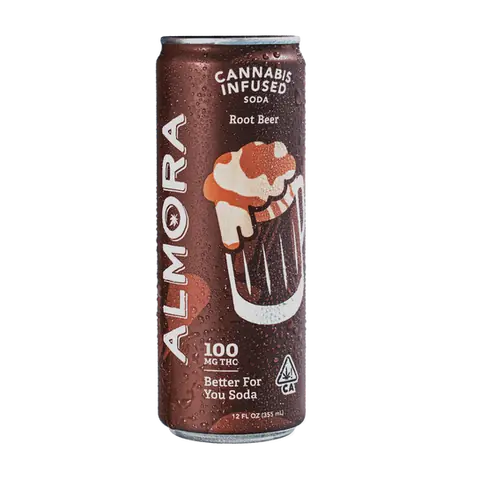 CANNABIS
INFUSED
SODA
Root Beer
ALMORA
100
MG THC
Better For
You Soda
CA
12 FL OZ (355 mL)